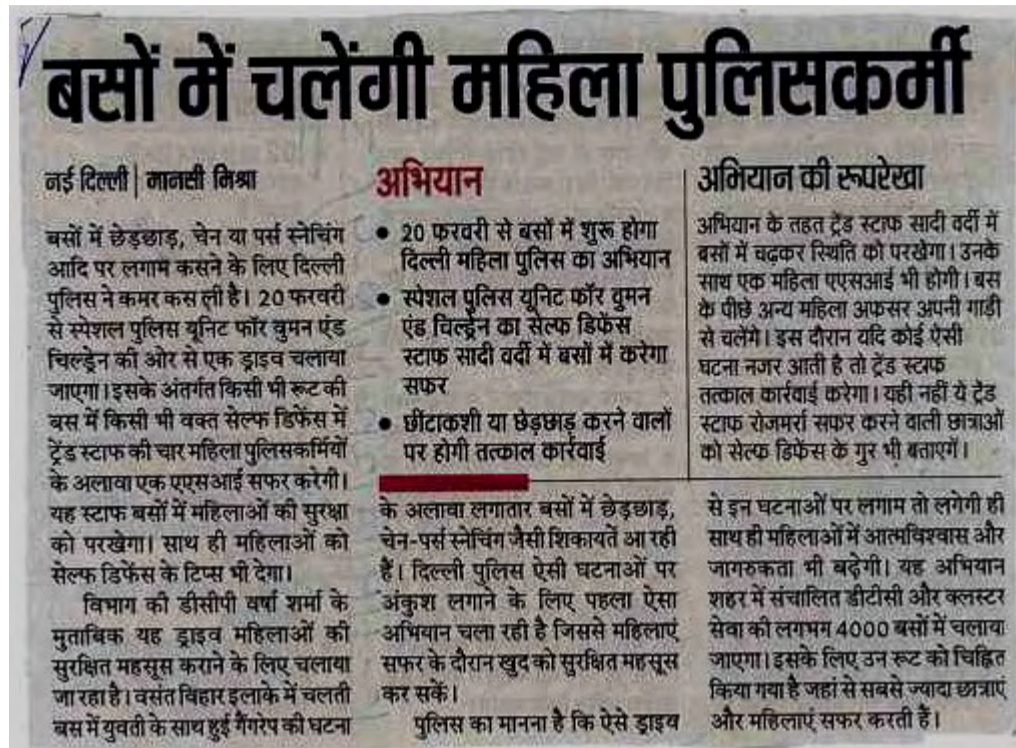 बसों में चलेंगी महिला पुलिसकर्मी
नई दिल्ली | मानसी मिश्रा
बसों में छेड़छाड़, चेन या पर्स स्नेचिंग
आदि पर लगाम कसने के लिए दिल्ली
पुलिस ने कमर कस ली है। 20 फरवरी
से स्पेशल पुलिस यूनिट फॉर वुमन एंड
चिल्ड्रेन की ओर से एक ड्राइव चलाया
जाएगा। इसके अंतर्गत किसी भी रूट की
बस में किसी भी वक्त सेल्फ डिफेंस में
ट्रेंड स्टाफ की चार महिला पुलिसकर्मियों
के अलावा एक एएसआई सफर करेगी।
यह स्टाफ बसों में महिलाओं की सुरक्षा
को परखेगा। साथ ही महिलाओं को
सेल्फ डिफेंस के टिप्स भी देगा।
विभाग की डीसीपी वर्षा शर्मा के
मुताबिक यह ड्राइव महिलाओं की
सुरक्षित महसूस कराने के लिए चलाया
जा रहा है। वसंत विहार इलाके में चलती
बस में युवती के साथ हुई गैंगरेप की घटना
अभियान
• 20 फरवरी से बसों में शुरू होगा
दिल्ली महिला पुलिस का अभियान
• स्पेशल पुलिस यूनिट फॉर वुमन
एंड चिल्ड्रेन का सेल्फ डिफेंस
स्टाफ सादी वर्दी में बसों में करेगा
सफर
• छींटाकशी या छेड़छाड़ करने वालों
पर होगी तत्काल कार्रवाई
अभियान की रूपरेखा
अभियान के तहत ट्रेंड स्टाफ सादी वर्दी में
बसों में चढ़कर स्थिति को परखेगा। उनके
साथ एक महिला एएसआई भी होगी। बस
के पीछे अन्य महिला अफसर अपनी गाड़ी
से चलेंगे। इस दौरान यदि कोई ऐसी
घटना नजर आती है तो ट्रेंड स्टाफ
तत्काल कार्रवाई करेगा। यही नहीं ये ट्रेंड
स्टाफ रोजमर्रा सफर करने वाली छात्राओं
को सेल्फ डिफेंस के गुर भी बताएगें।
के अलावा लगातार बसों में छेड़छाड़,
चेन-पर्स स्नेचिंग जैसी शिकायतें आ रही
हैं। दिल्ली पुलिस ऐसी घटनाओं पर
अंकुश लगाने के लिए पहला ऐसा
अभियान चला रही है जिससे महिलाएं
सफर के दौरान खुद को सुरक्षित महसूस
कर सकें।
पुलिस का मानना है कि ऐसे ड्राइव
से इन घटनाओं पर लगाम तो लगेगी ही
साथ ही महिलाओं में आत्मविश्वास और
जागरुकता भी बढ़ेगी। यह अभियान
शहर में संचालित डीटीसी और क्लस्टर
सेवा की लगभग 4000 बसों में चलाया
जाएगा। इसके लिए उन रूट को चिह्नित
किया गया है जहां से सबसे ज्यादा छात्राएं
और महिलाएं सफर करती हैं।